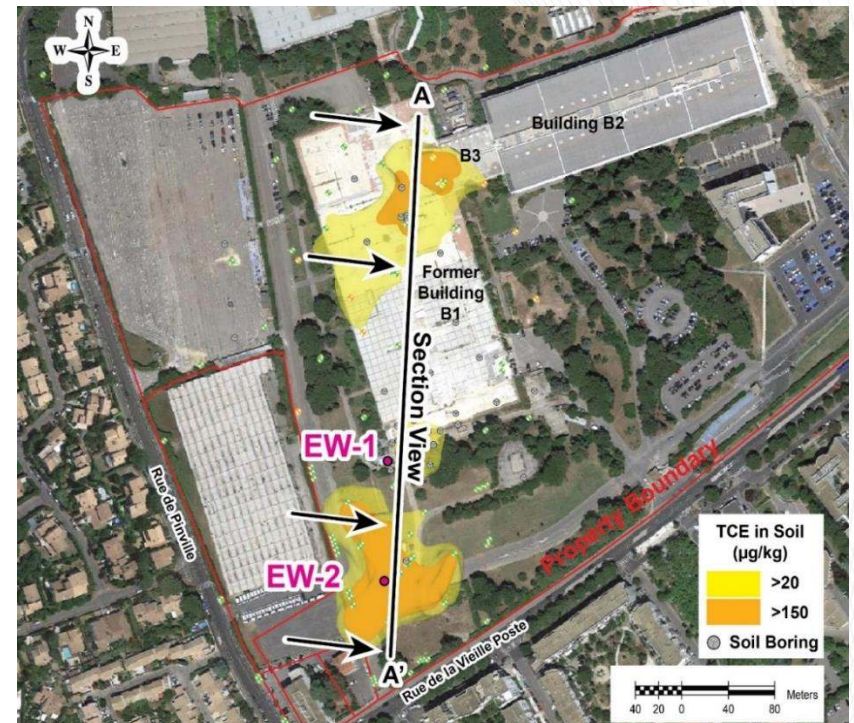 N
W E
S
A
Building B2
B3
Former
Building
B1
Section View
EW-1
EW-2
A'
Rue de Pinville
Rue de la Vieille Poste
Property Boundary
TCE in Soil
(µg/kg)
>20
>150
Soil Boring
40 20 0 40 80 Meters